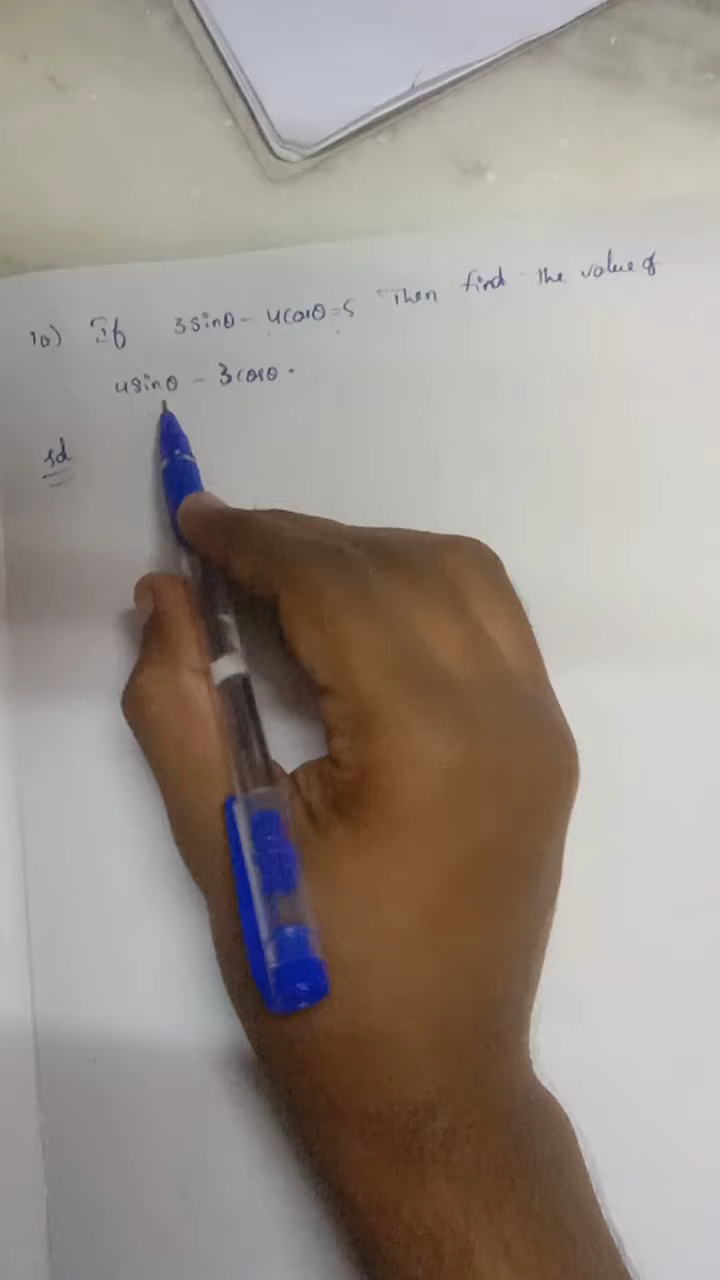 10) If 3sinθ - 4cosθ = 5 Then find the value of
4sinθ - 3cosθ.
sol